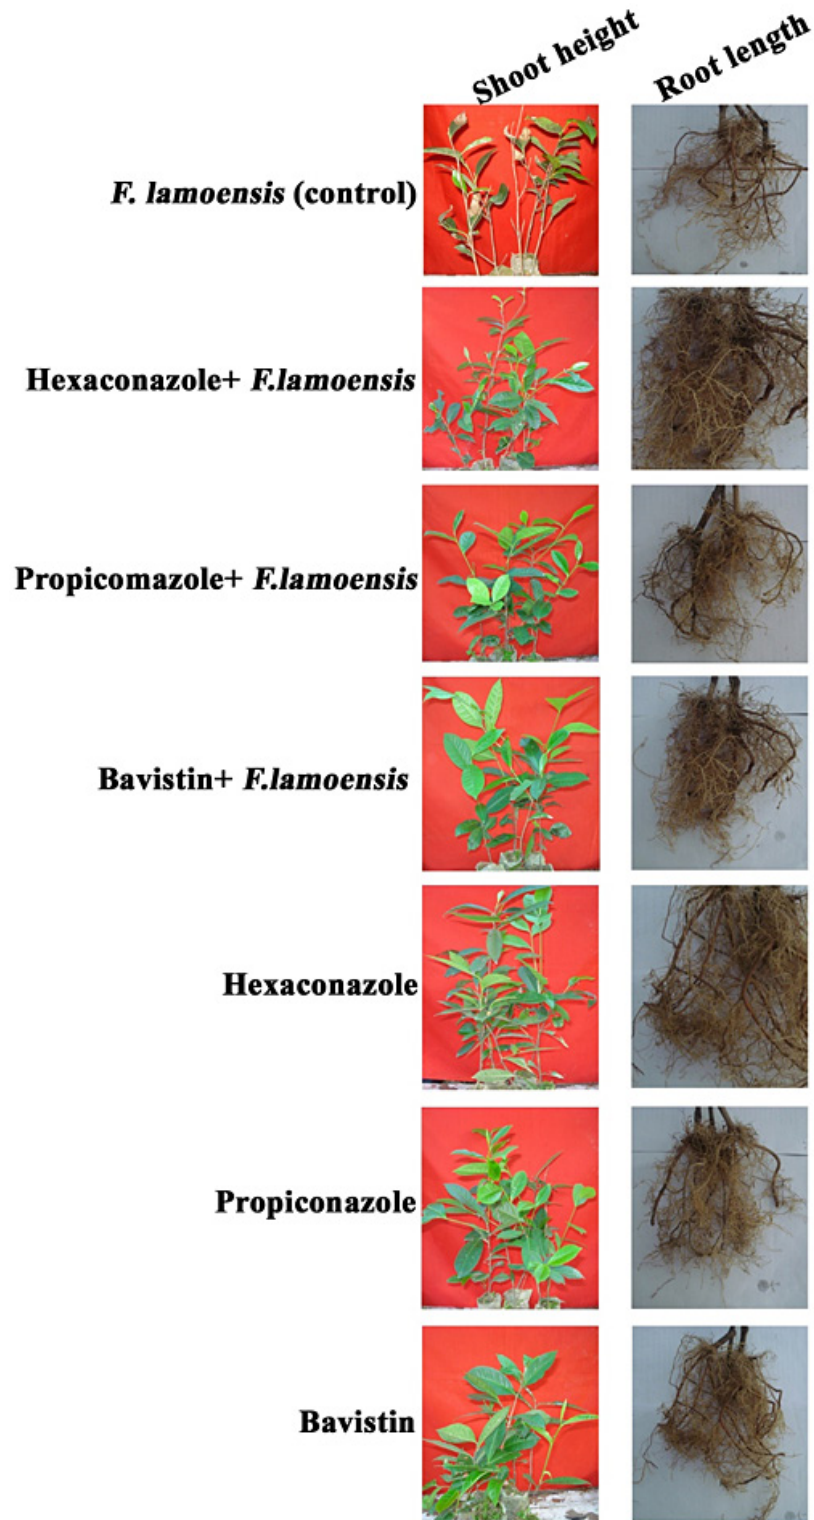 Shoot height
Root length
F. lamoensis (control)
Hexaconazole+ F.lamoensis
Propicomazole+ F.lamoensis
Bavistin+ F.lamoensis
Hexaconazole
Propiconazole
Bavistin